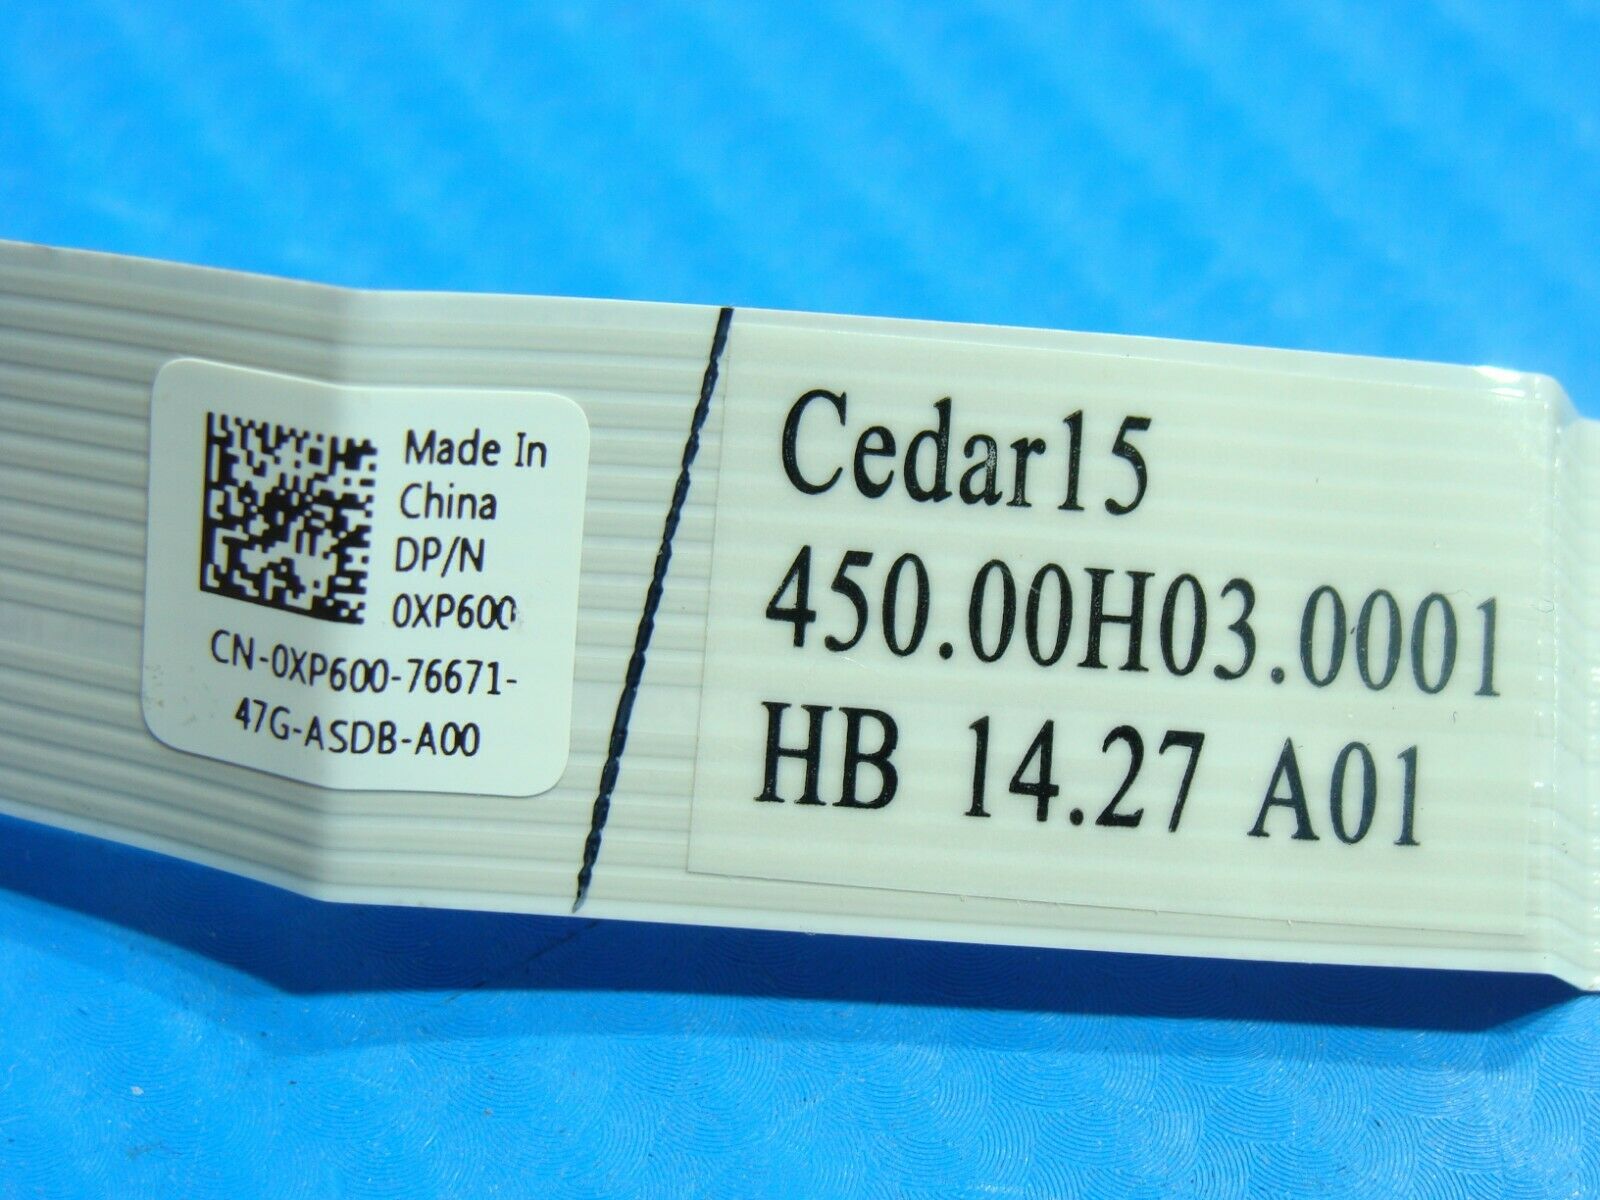 Made In
China
DP/N
0XP600
CN-0XP600-76671-
47G-ASDB-A00
Cedar15
450.00H03.0001
HB 14.27 A01